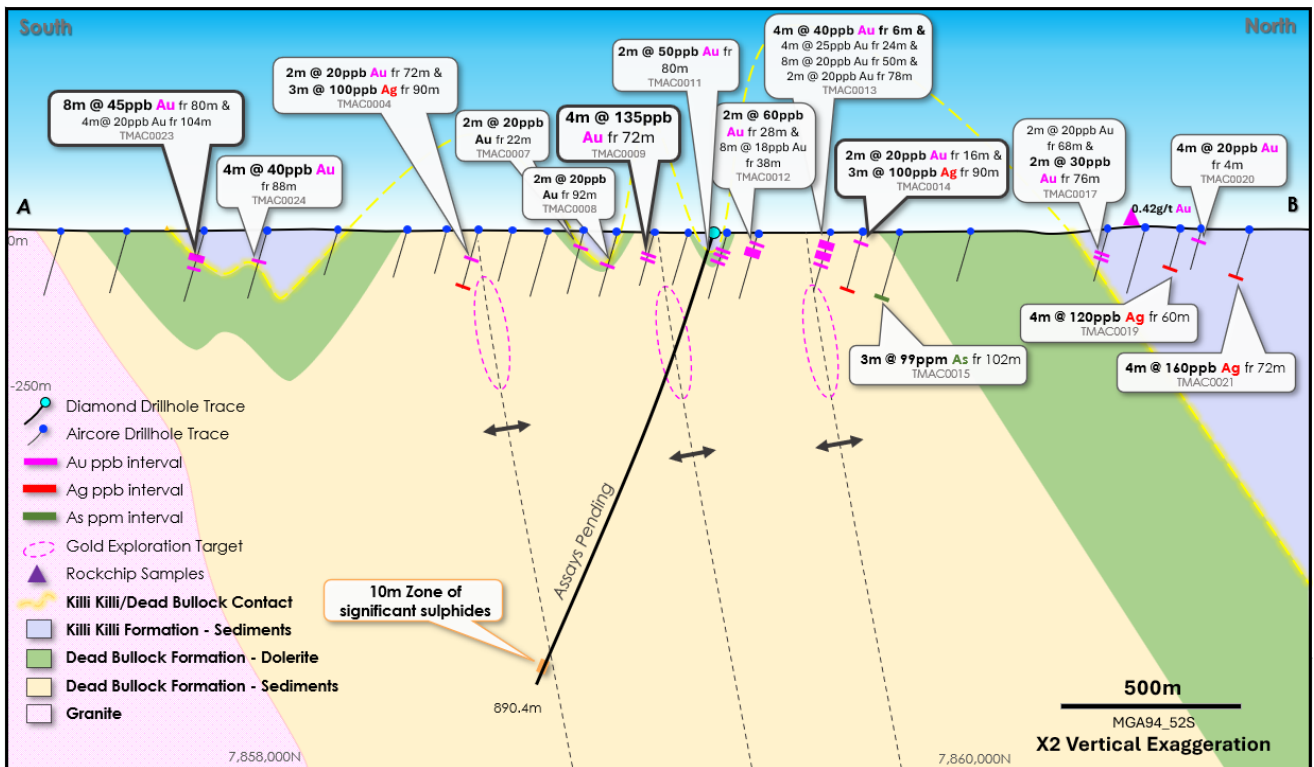 South
North
8m @ 45ppb Au fr 80m &
4m@ 20ppb Au fr 104m
TMAC0023
4m @ 40ppb Au
fr 88m
TMAC0024
2m @ 20ppb Au fr 72m &
3m @ 100ppb Ag fr 90m
TMAC0004
2m @ 20ppb
Au fr 22m
TMAC0007
2m @ 20ppb
Au fr 92m
TMAC0008
4m @ 135ppb
Au fr 72m
TMAC0009
2m @ 50ppb Au fr
80m
TMAC0011
2m @ 60ppb
Au fr 28m &
8m @ 18ppb Au
fr 38m
TMAC0012
4m @ 40ppb Au fr 6m &
4m @ 25ppb Au fr 24m &
8m @ 20ppb Au fr 50m &
2m @ 20ppb Au fr 78m
TMAC0013
2m @ 20ppb Au fr 16m &
3m @ 100ppb Ag fr 90m
TMAC0014
2m @ 20ppb Au
fr 68m &
2m @ 30ppb
Au fr 76m
TMAC0017
4m @ 20ppb Au
fr 4m
TMAC0020
A
B
0.42g/t Au
0m
4m @ 120ppb Ag fr 60m
TMAC0019
3m @ 99ppm As fr 102m
TMAC0015
4m @ 160ppb Ag fr 72m
TMAC0021
-250m
Diamond Drillhole Trace
Aircore Drillhole Trace
Au ppb interval
Ag ppb interval
As ppm interval
Gold Exploration Target
Rockchip Samples
Killi Killi/Dead Bullock Contact
Killi Killi Formation - Sediments
Dead Bullock Formation - Dolerite
Dead Bullock Formation - Sediments
Granite
Assays Pending
10m Zone of
significant sulphides
890.4m
500m
MGA94_52S
X2 Vertical Exaggeration
7,858,000N
7,860,000N